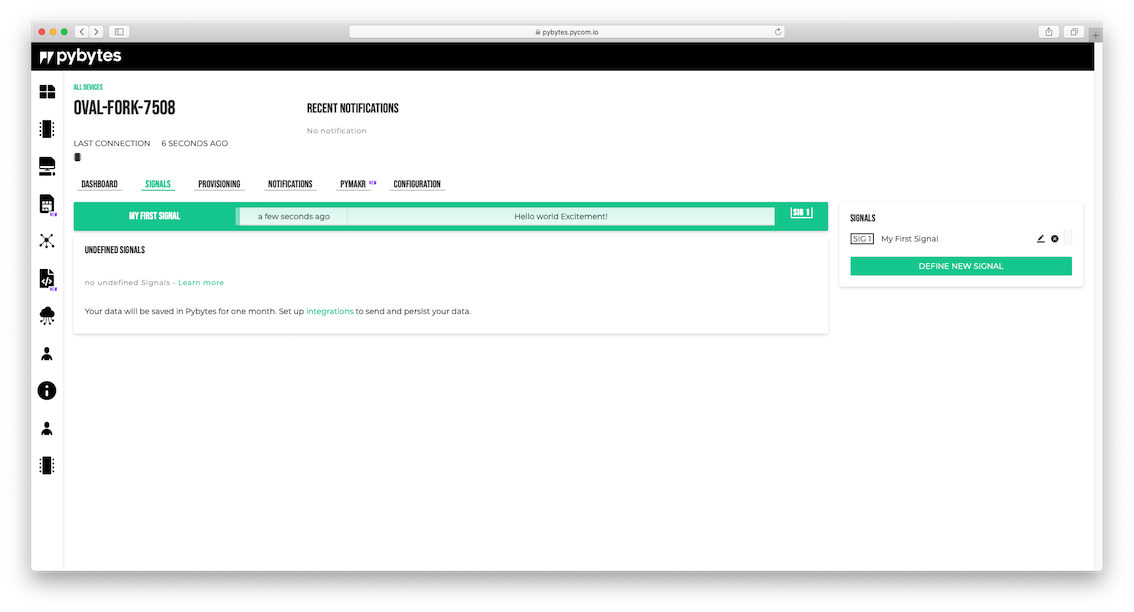 pybytes.pycom.io
pybytes
ALL DEVICES
OVAL-FORK-7508
RECENT NOTIFICATIONS
No notification
LAST CONNECTION 6 SECONDS AGO
DASHBOARD SIGNALS PROVISIONING NOTIFICATIONS PYMAKR NEW CONFIGURATION
MY FIRST SIGNAL a few seconds ago Hello world Excitement! SIG 1
UNDEFINED SIGNALS
no undefined Signals - Learn more
Your data will be saved in Pybytes for one month. Set up integrations to send and persist your data.
SIGNALS
SIG 1 My First Signal
DEFINE NEW SIGNAL
NEW
NEW